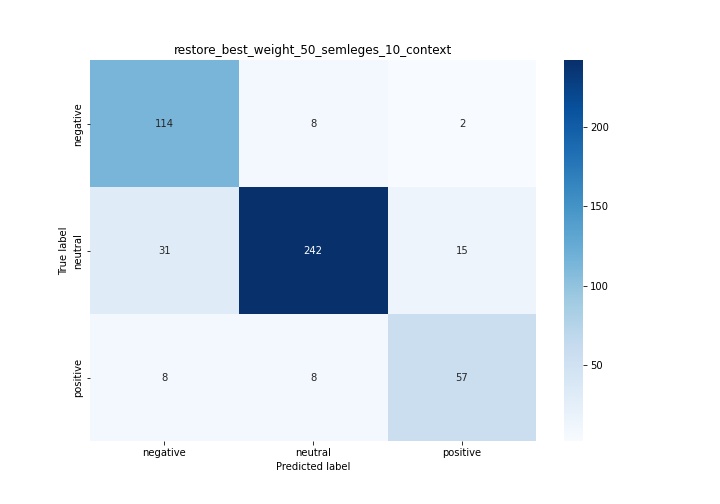 restore_best_weight_50_semleges_10_context
negative
114
8
2
200
150
True label
neutral
31
242
15
100
50
positive
8
8
57
negative
neutral
positive
Predicted label